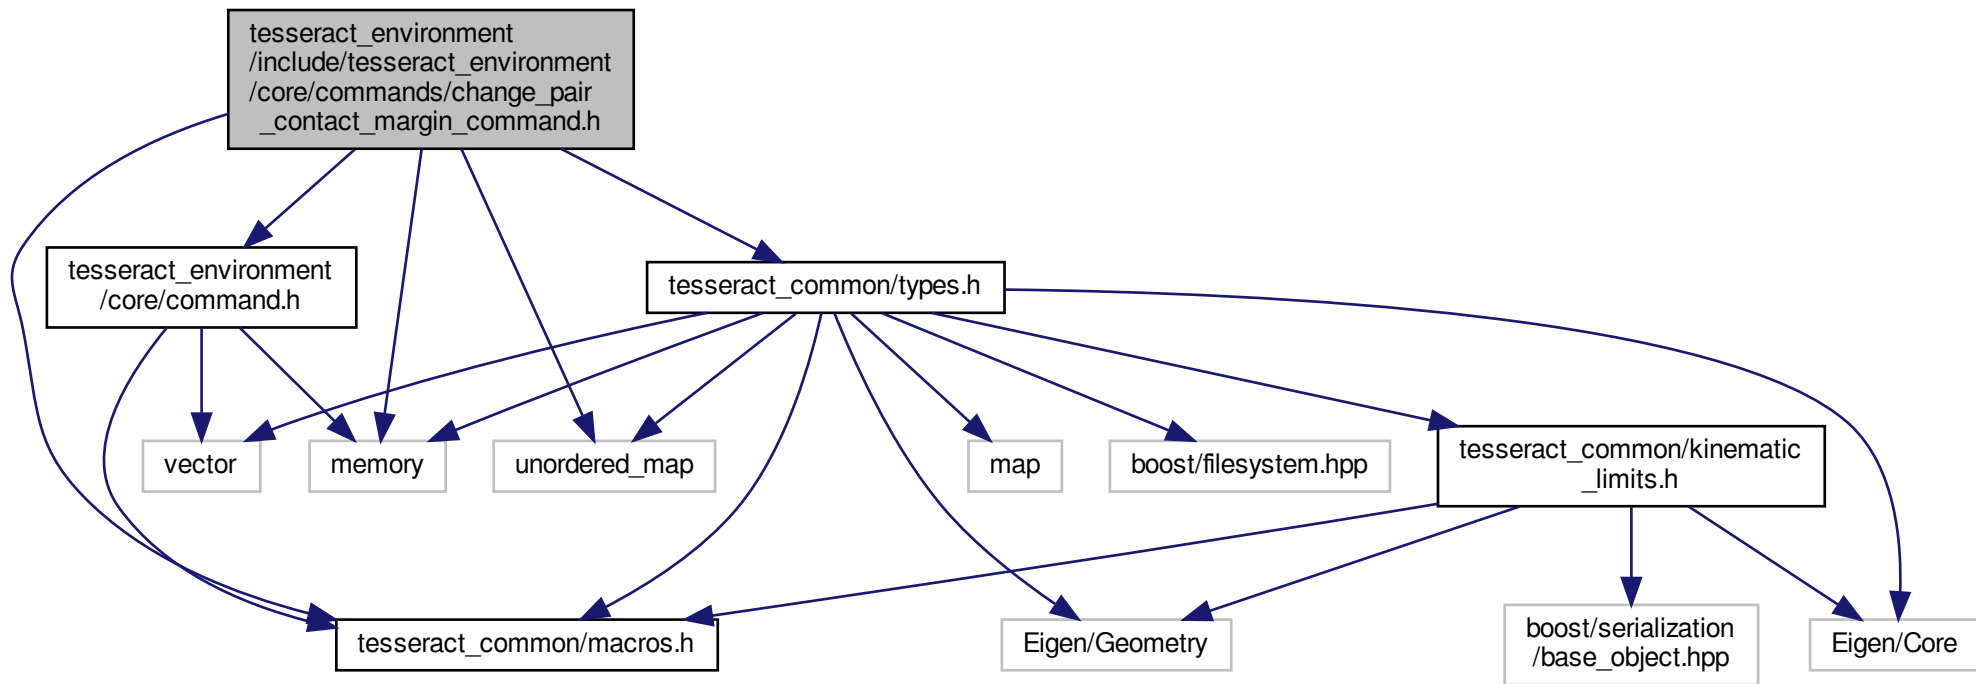 tesseract_environment
/include/tesseract_environment
/core/commands/change_pair
_contact_margin_command.h
tesseract_environment
/core/command.h
tesseract_common/types.h
vector
memory
unordered_map
map
boost/filesystem.hpp
tesseract_common/kinematic
_limits.h
tesseract_common/macros.h
Eigen/Geometry
boost/serialization
/base_object.hpp
Eigen/Core